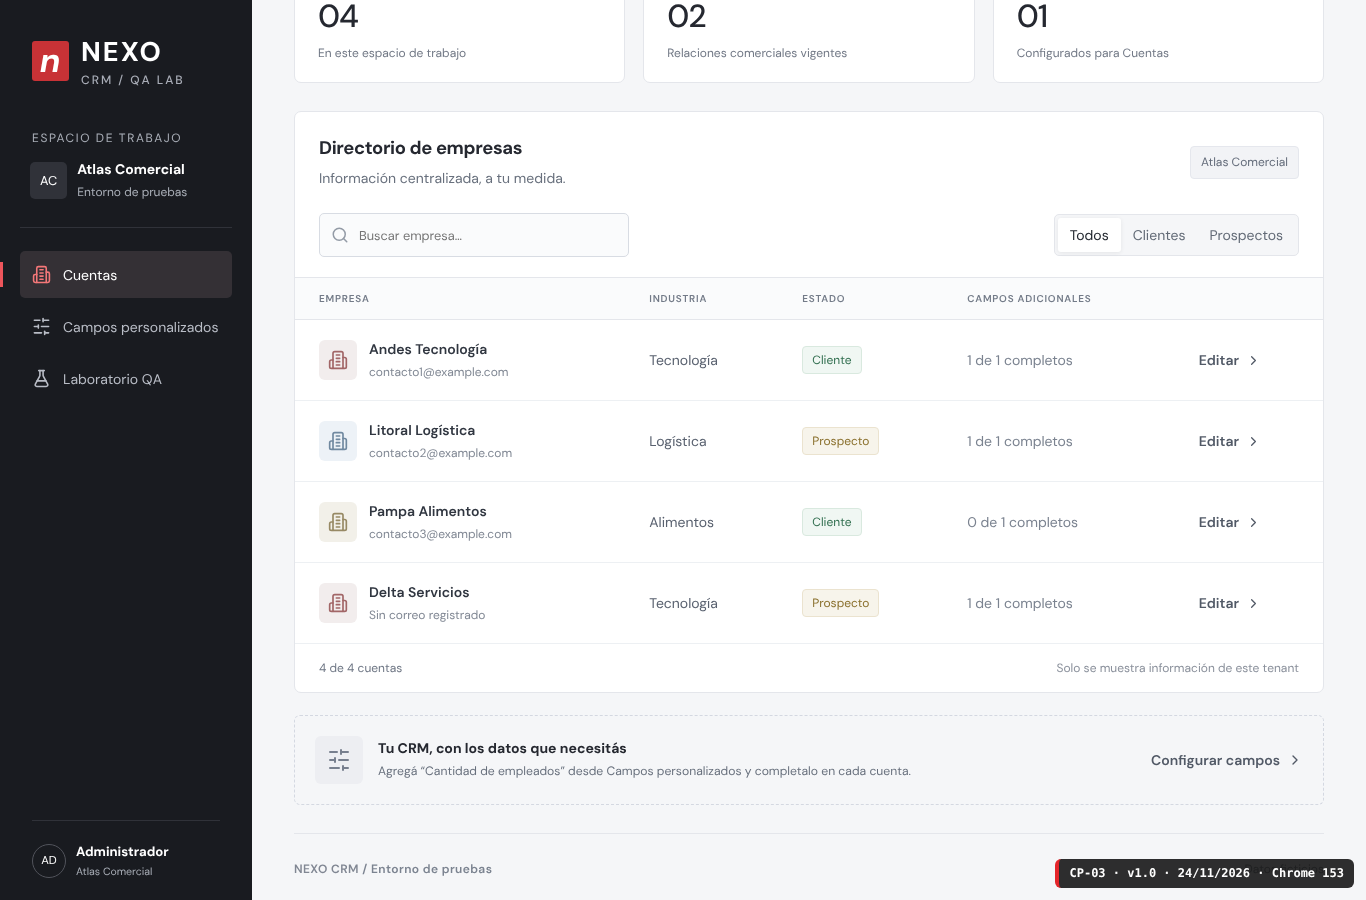 n NEXO
CRM / QA LAB
ESPACIO DE TRABAJO
AC Atlas Comercial
Entorno de pruebas
Cuentas
Campos personalizados
Laboratorio QA
AD Administrador
Atlas Comercial
04 02 01
En este espacio de trabajo Relaciones comerciales vigentes Configurados para Cuentas
Directorio de empresas
Información centralizada, a tu medida.
Atlas Comercial
Buscar empresa... Todos Clientes Prospectos
EMPRESA INDUSTRIA ESTADO CAMPOS ADICIONALES
Andes Tecnología
contacto1@example.com
Tecnología Cliente 1 de 1 completos Editar
Litoral Logística
contacto2@example.com
Logística Prospecto 1 de 1 completos Editar
Pampa Alimentos
contacto3@example.com
Alimentos Cliente 0 de 1 completos Editar
Delta Servicios
Sin correo registrado
Tecnología Prospecto 1 de 1 completos Editar
4 de 4 cuentas Solo se muestra información de este tenant
Tu CRM, con los datos que necesitás
Agregá “Cantidad de empleados” desde Campos personalizados y completalo en cada cuenta.
Configurar campos
NEXO CRM / Entorno de pruebas
CP-03 · v1.0 · 24/11/2026 · Chrome 153